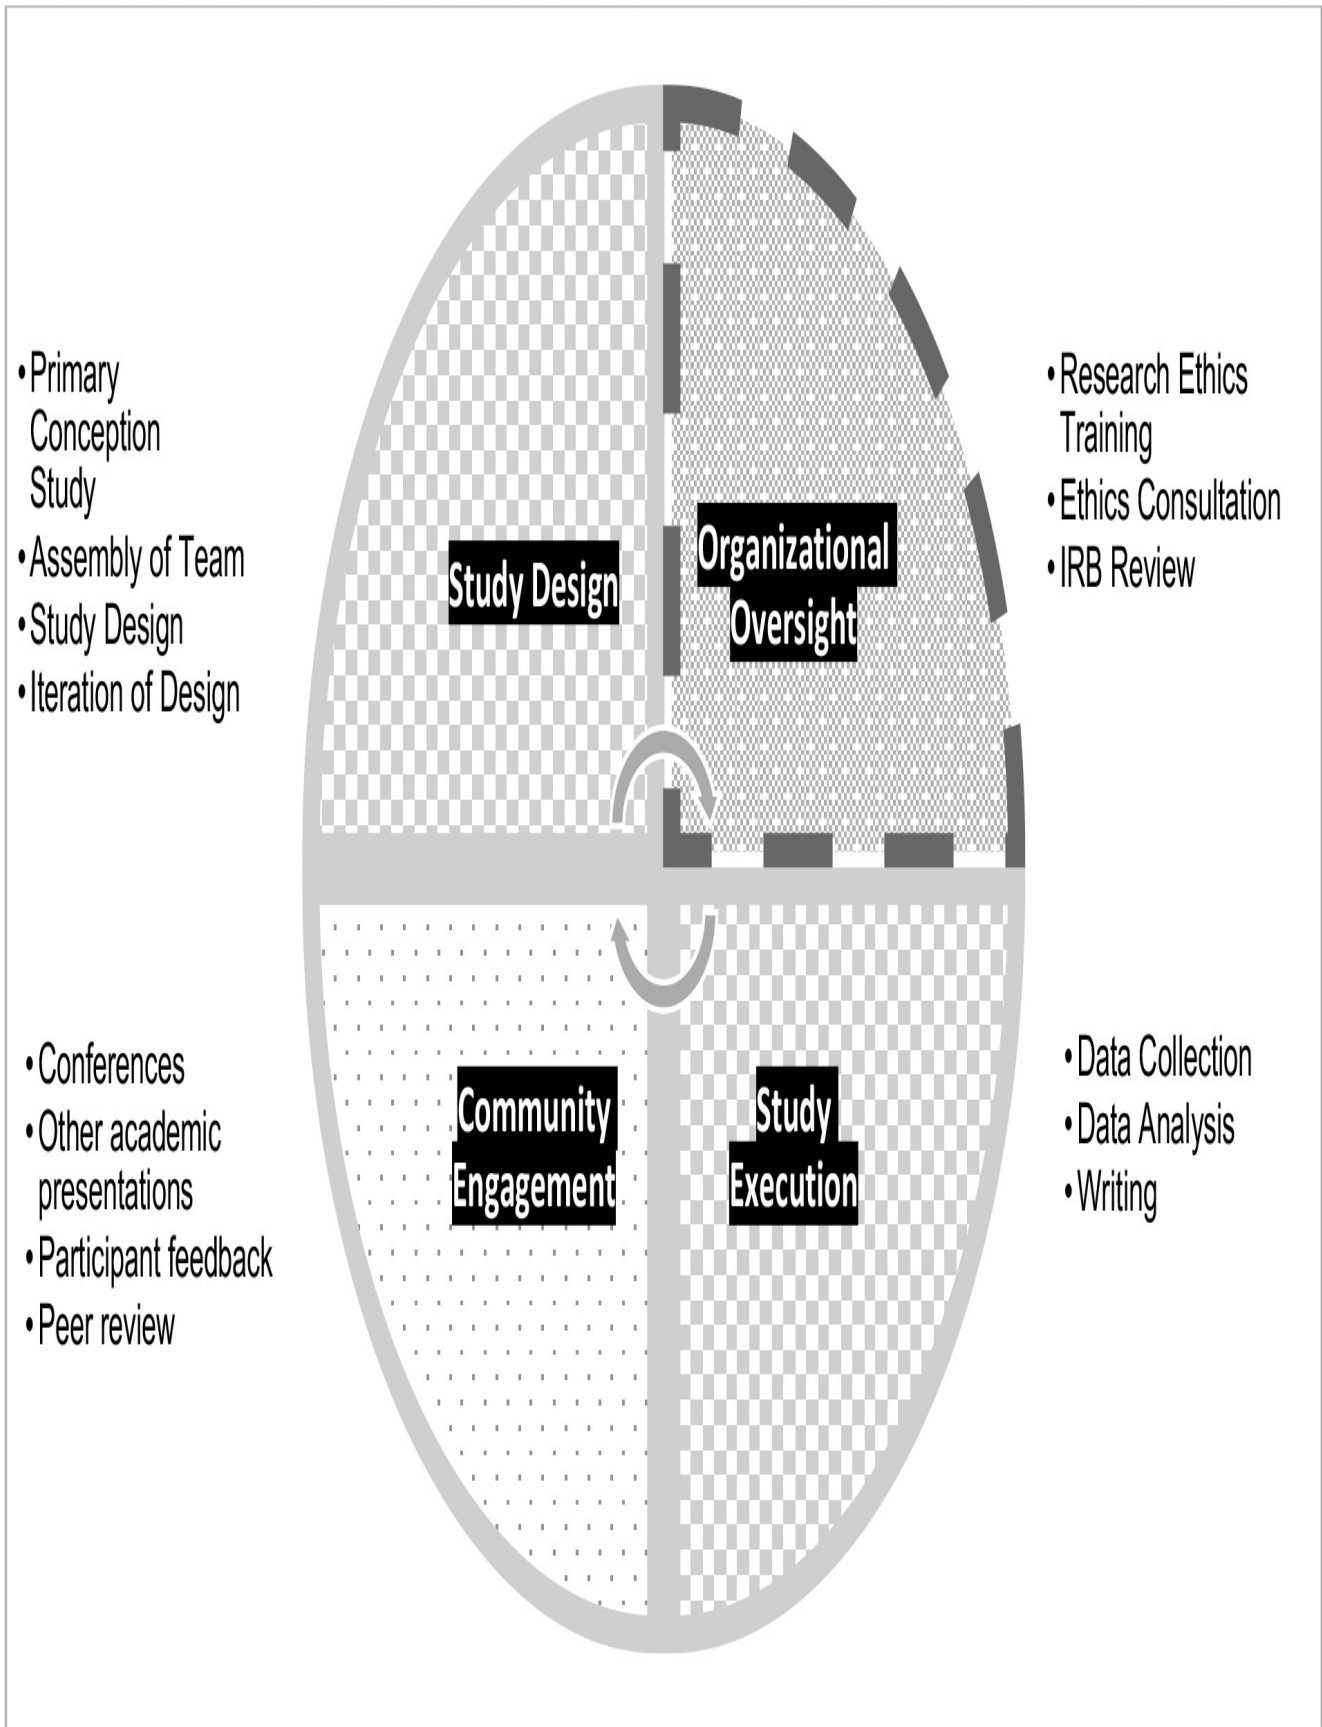 •Primary
Conception
Study
•Assembly of Team
•Study Design
•Iteration of Design
Study Design
Organizational
Oversight
•Research Ethics
Training
•Ethics Consultation
•IRB Review
•Conferences
•Other academic
presentations
•Participant feedback
•Peer review
Community
Engagement
Study
Execution
•Data Collection
•Data Analysis
•Writing